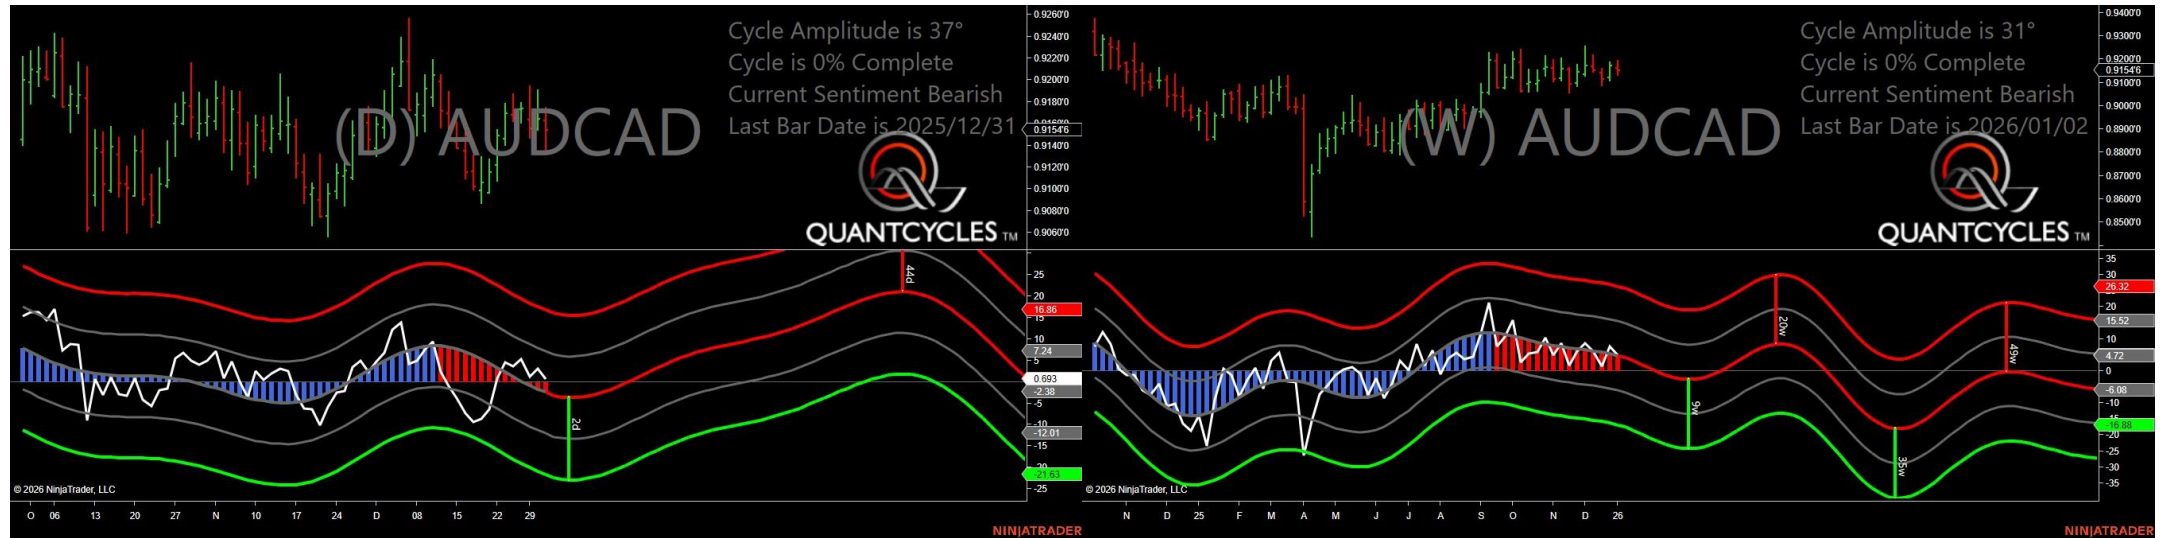 Cycle Amplitude is 37°
Cycle is 0% Complete
Current Sentiment Bearish
Last Bar Date is 2025/12/31
(D) AUDCAD
QUANTCYCLES TM
0.9260'0
0.9240'0
0.9220'0
0.9200'0
0.9180'0
0.9154'6
0.9140'0
0.9120'0
0.9100'0
0.9080'0
0.9060'0
44d
2d
25
20
16.86
15
10
7.24
5
0.693
-2.38
-5
-10
-12.01
-15
-21.63
-25
© 2026 NinjaTrader, LLC
O 06 13 20 27 N 10 17 24 D 08 15 22 29
NINJATRADER
Cycle Amplitude is 31°
Cycle is 0% Complete
Current Sentiment Bearish
Last Bar Date is 2026/01/02
(W) AUDCAD
QUANTCYCLES TM
0.9400'0
0.9300'0
0.9200'0
0.9154'6
0.9100'0
0.9000'0
0.8900'0
0.8800'0
0.8700'0
0.8600'0
0.8500'0
20w
49w
9w
35w
35
30
26.32
20
15.52
10
4.72
0
-6.08
-10
-16.88
-20
-25
-30
-35
© 2026 NinjaTrader, LLC
N D 25 F M A M J J A S O N D 26
NINJATRADER